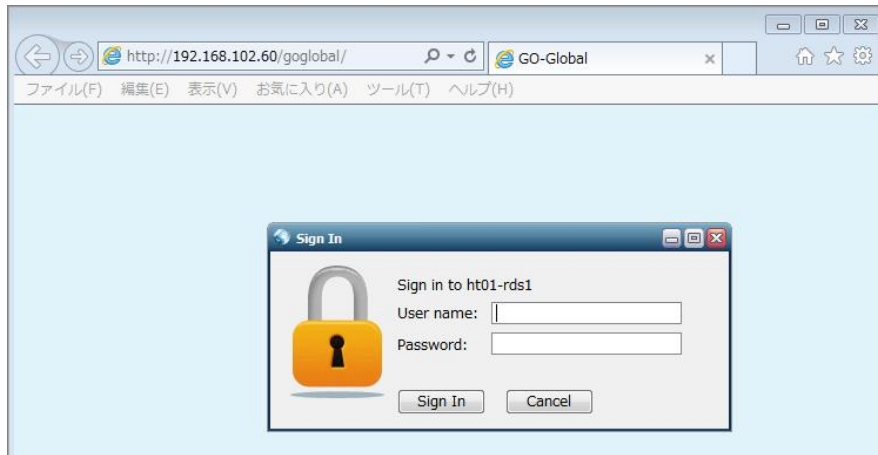 http://192.168.102.60/goglobal/
GO-Global
ファイル(F) 編集(E) 表示(V) お気に入り(A) ツール(T) ヘルプ(H)
Sign In
Sign in to ht01-rds1
User name:
Password:
Sign In Cancel